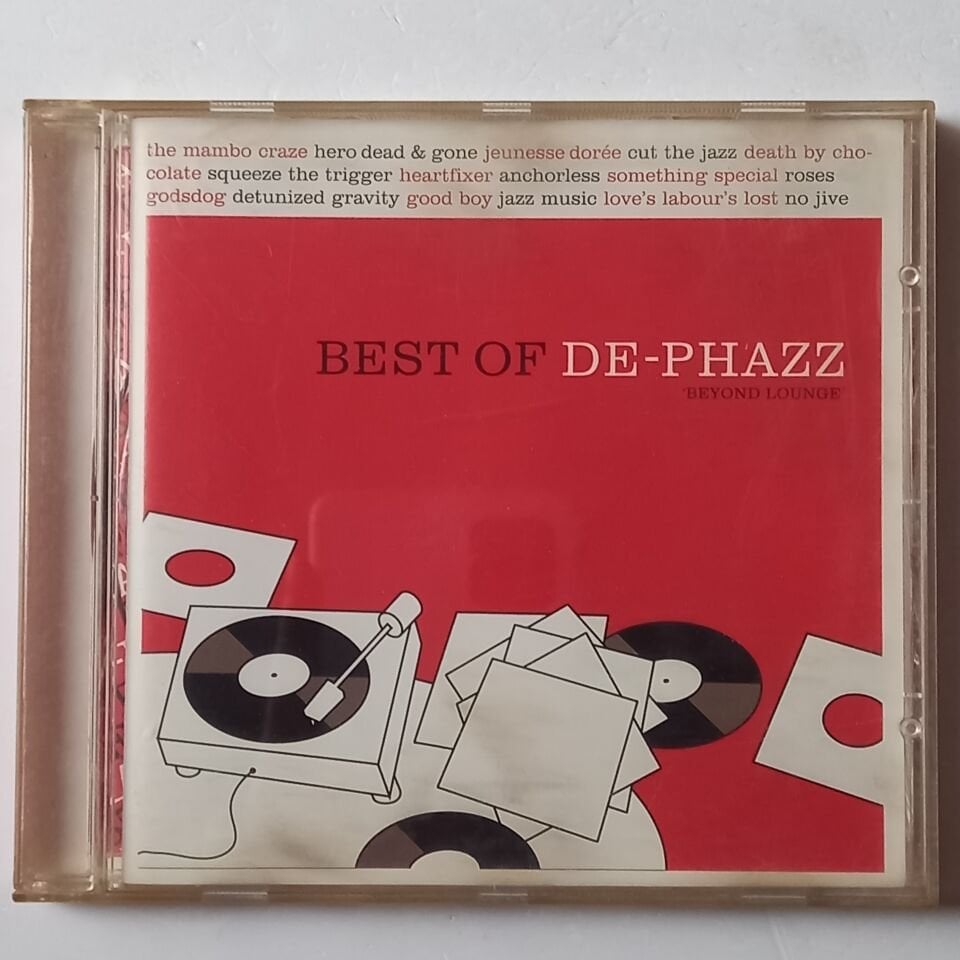 the mambo craze hero dead & gone jeunesse dorée cut the jazz death by cho-
colate squeeze the trigger heartfixer anchorless something special roses
godsdog detunized gravity good boy jazz music love's labour's lost no jive
BEST OF DE-PHAZZ
'BEYOND LOUNGE'